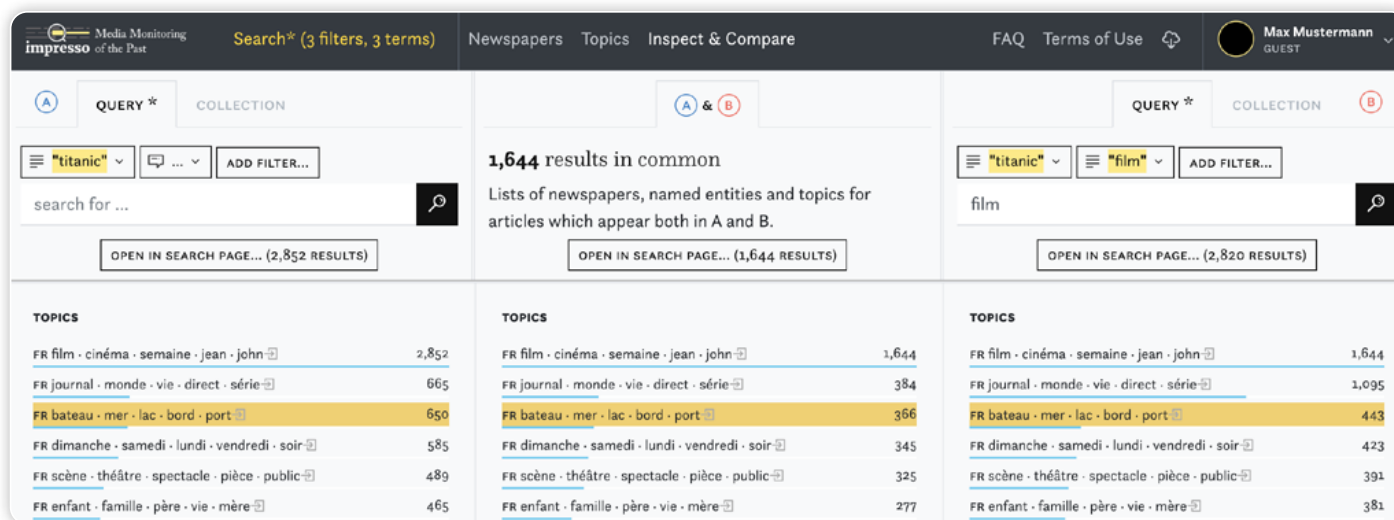 impresso Media Monitoring of the Past
Search* (3 filters, 3 terms)
Newspapers Topics Inspect & Compare
FAQ Terms of Use
Max Mustermann
GUEST
A QUERY * COLLECTION
"titanic" ... ADD FILTER...
search for ...
OPEN IN SEARCH PAGE... (2,852 RESULTS)
TOPICS
FR film · cinéma · semaine · jean · john 2,852
FR journal · monde · vie · direct · série 665
FR bateau · mer · lac · bord · port 650
FR dimanche · samedi · lundi · vendredi · soir 585
FR scène · théâtre · spectacle · pièce · public 489
FR enfant · famille · père · vie · mère 465
A & B
1,644 results in common
Lists of newspapers, named entities and topics for
articles which appear both in A and B.
OPEN IN SEARCH PAGE... (1,644 RESULTS)
TOPICS
FR film · cinéma · semaine · jean · john 1,644
FR journal · monde · vie · direct · série 384
FR bateau · mer · lac · bord · port 366
FR dimanche · samedi · lundi · vendredi · soir 345
FR scène · théâtre · spectacle · pièce · public 325
FR enfant · famille · père · vie · mère 277
QUERY * COLLECTION B
"titanic" "film" ADD FILTER...
film
OPEN IN SEARCH PAGE... (2,820 RESULTS)
TOPICS
FR film · cinéma · semaine · jean · john 1,644
FR journal · monde · vie · direct · série 1,095
FR bateau · mer · lac · bord · port 443
FR dimanche · samedi · lundi · vendredi · soir 423
FR scène · théâtre · spectacle · pièce · public 391
FR enfant · famille · père · vie · mère 381